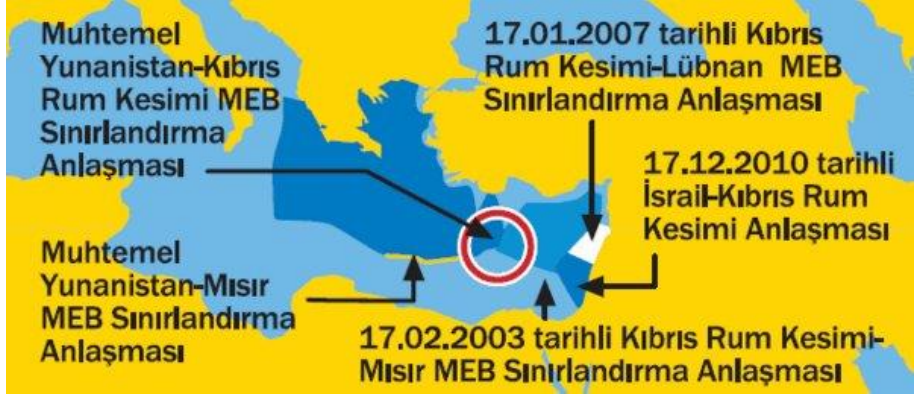 Muhtemel
Yunanistan-Kıbrıs
Rum Kesimi MEB
Sınırlandırma
Anlaşması
17.01.2007 tarihli Kıbrıs
Rum Kesimi-Lübnan MEB
Sınırlandırma Anlaşması
17.12.2010 tarihli
İsrail-Kıbrıs Rum
Kesimi Anlaşması
Muhtemel
Yunanistan-Mısır
MEB Sınırlandırma
Anlaşması
17.02.2003 tarihli Kıbrıs Rum Kesimi-
Mısır MEB Sınırlandırma Anlaşması